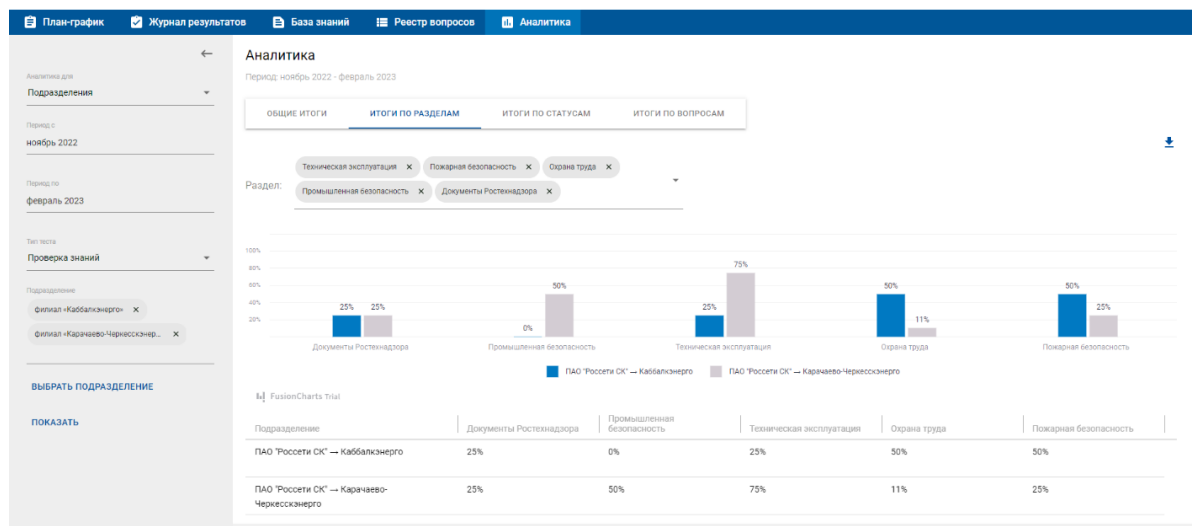 План-график Журнал результатов База знаний Реестр вопросов Аналитика
Аналитика для
Подразделения
Период с
ноябрь 2022
Период по
февраль 2023
Тип теста
Проверка знаний
Подразделение
филиал «Каббалкэнерго» ×
филиал «Карачаево-Черкесскэнер... ×
ВЫБРАТЬ ПОДРАЗДЕЛЕНИЕ
ПОКАЗАТЬ
Аналитика
Период: ноябрь 2022 - февраль 2023
ОБЩИЕ ИТОГИ ИТОГИ ПО РАЗДЕЛАМ ИТОГИ ПО СТАТУСАМ ИТОГИ ПО ВОПРОСАМ
Раздел:
Техническая эксплуатация × Пожарная безопасность × Охрана труда ×
Промышленная безопасность × Документы Ростехнадзора ×
100%
80%
60%
40%
20%
25% 25% 0% 50% 25% 75% 50% 11% 50% 25%
Документы Ростехнадзора Промышленная безопасность Техническая эксплуатация Охрана труда Пожарная безопасность
ПАО "Россети СК" → Каббалкэнерго ПАО "Россети СК" → Карачаево-Черкесскэнерго
FusionCharts Trial
Подразделение Документы Ростехнадзора Промышленная безопасность Техническая эксплуатация Охрана труда Пожарная безопасность
ПАО "Россети СК" → Каббалкэнерго 25% 0% 25% 50% 50%
ПАО "Россети СК" → Карачаево- 25% 50% 75% 11% 25%
Черкесскэнерго